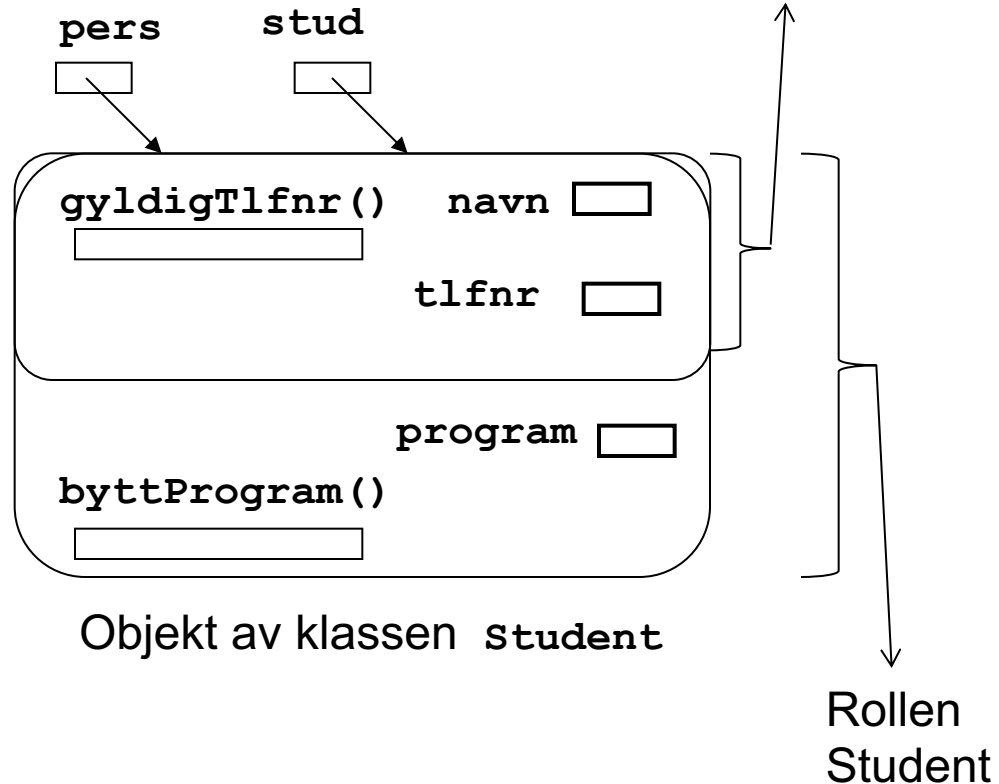 pers stud
gyldigTlfnr() navn
tlfnr
program
byttProgram()
Objekt av klassen Student
Rollen
Student